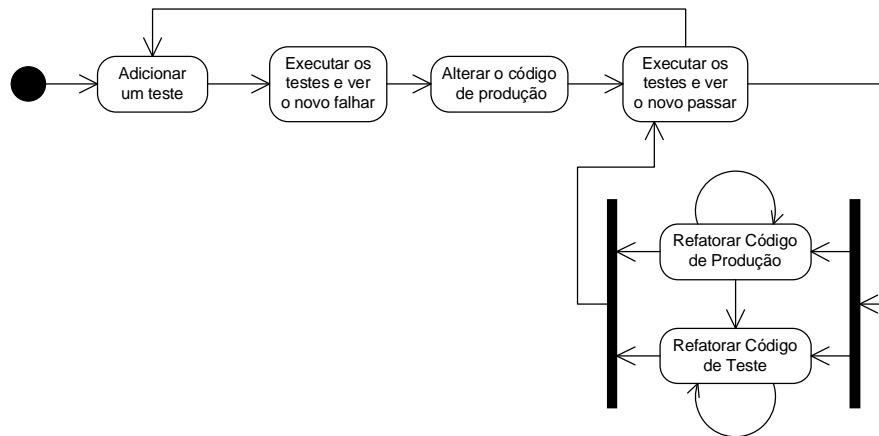 Adicionar
um teste
Executar os
testes e ver
o novo falhar
Alterar o código
de produção
Executar os
testes e ver
o novo passar
Refatorar Código
de Produção
Refatorar Código
de Teste